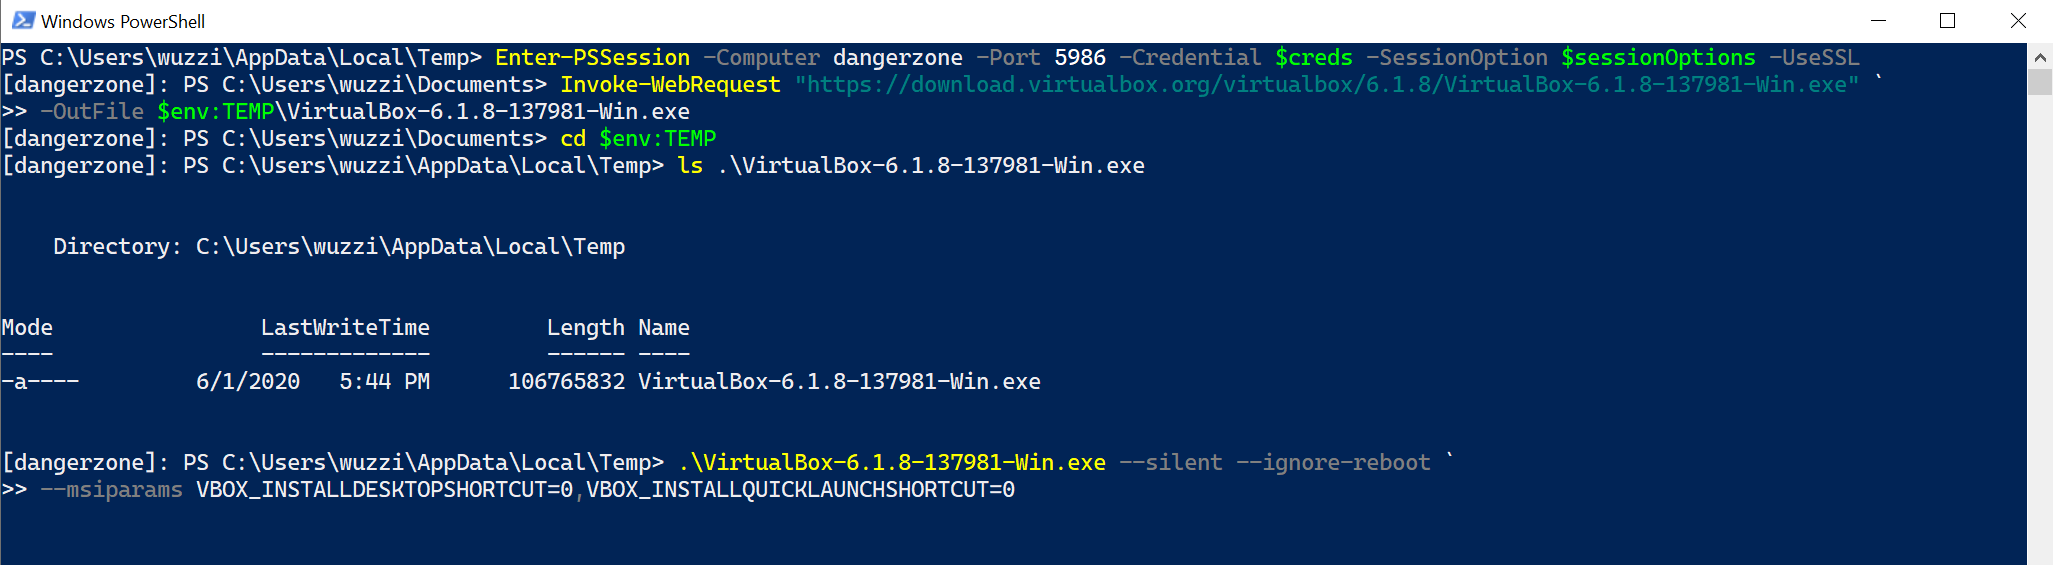 Windows PowerShell
PS C:\Users\wuzzi\AppData\Local\Temp> Enter-PSSession -Computer dangerzone -Port 5986 -Credential $creds -SessionOption $sessionOptions -UseSSL
[dangerzone]: PS C:\Users\wuzzi\Documents> Invoke-WebRequest "https://download.virtualbox.org/virtualbox/6.1.8/VirtualBox-6.1.8-137981-Win.exe" `
>> -OutFile $env:TEMP\VirtualBox-6.1.8-137981-Win.exe
[dangerzone]: PS C:\Users\wuzzi\Documents> cd $env:TEMP
[dangerzone]: PS C:\Users\wuzzi\AppData\Local\Temp> ls .\VirtualBox-6.1.8-137981-Win.exe
    Directory: C:\Users\wuzzi\AppData\Local\Temp
Mode                LastWriteTime         Length Name
----                -------------         ------ ----
-a----         6/1/2020   5:44 PM      106765832 VirtualBox-6.1.8-137981-Win.exe
[dangerzone]: PS C:\Users\wuzzi\AppData\Local\Temp> .\VirtualBox-6.1.8-137981-Win.exe --silent --ignore-reboot `
>> --msiparams VBOX_INSTALLDESKTOPSHORTCUT=0,VBOX_INSTALLQUICKLAUNCHSHORTCUT=0